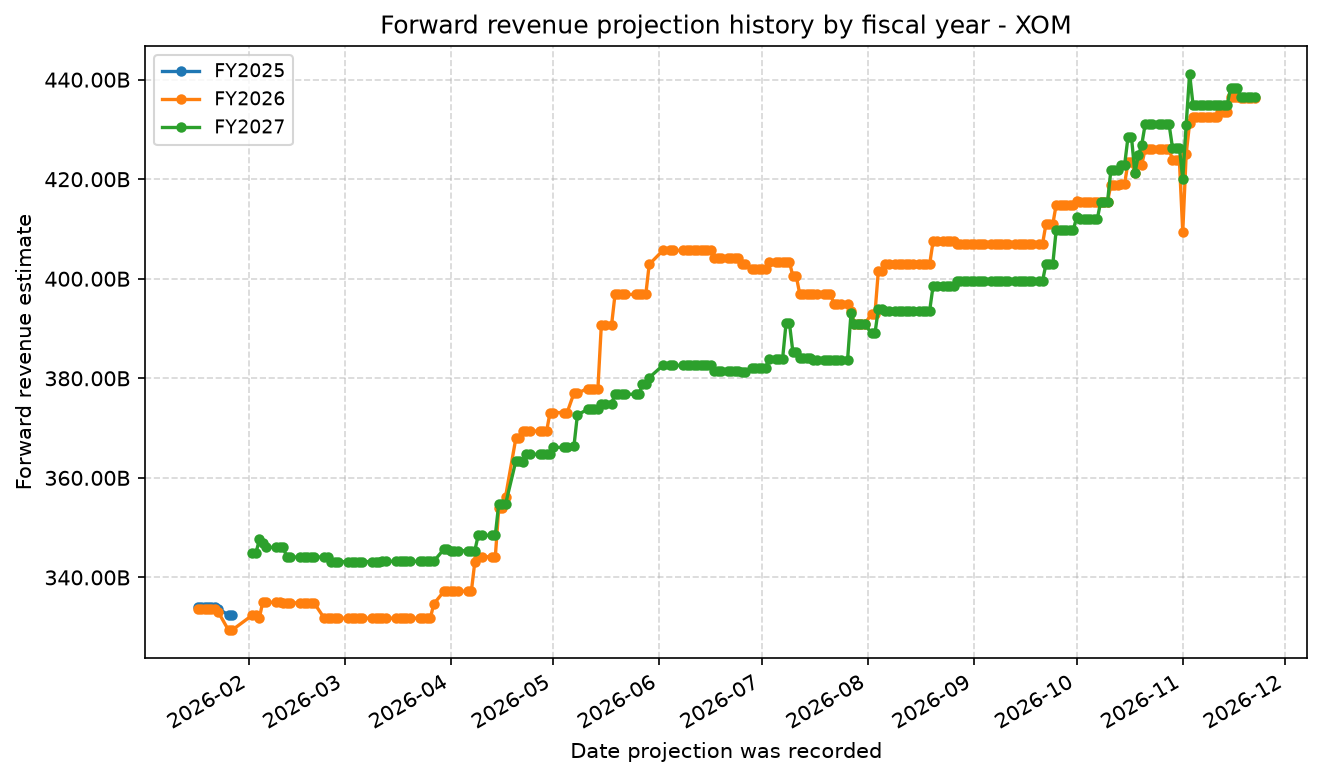 Forward revenue projection history by fiscal year - XOM
FY2025
FY2026
FY2027
440.00B
420.00B
400.00B
380.00B
360.00B
340.00B
Forward revenue estimate
2026-02
2026-03
2026-04
2026-05
2026-06
2026-07
2026-08
2026-09
2026-10
2026-11
2026-12
Date projection was recorded